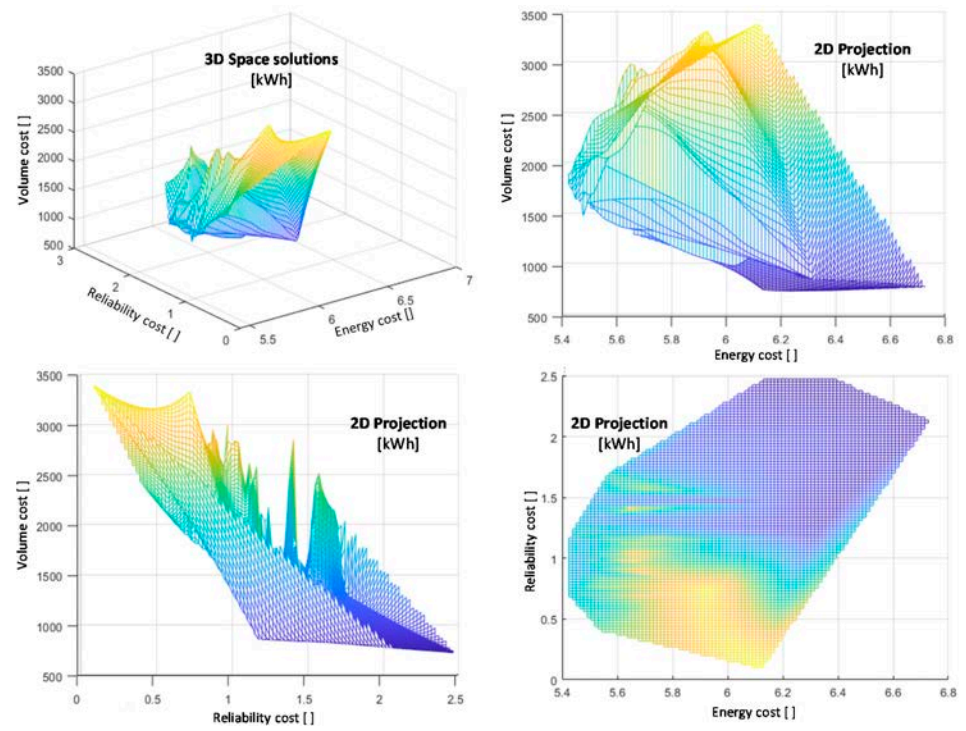 3D Space solutions
[kWh]
3500
3000
2500
2000
1500
1000
500
Volume cost [ ]
3
2
1
0
Reliability cost [ ]
5.5
6
6.5
7
Energy cost []
2D Projection
[kWh]
3500
3000
2500
2000
1500
1000
500
Volume cost [ ]
5.4 5.6 5.8 6 6.2 6.4 6.6 6.8
Energy cost [ ]
2D Projection
[kWh]
3500
3000
2500
2000
1500
1000
500
Volume cost [ ]
0 0.5 1 1.5 2 2.5
Reliability cost [ ]
2D Projection
[kWh]
2.5
2
1.5
1
0.5
0
Reliability cost [ ]
5.4 5.6 5.8 6 6.2 6.4 6.6 6.8
Energy cost [ ]